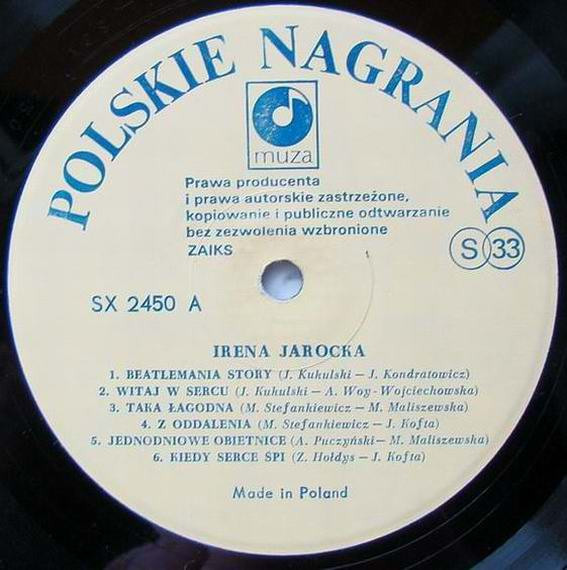 POLSKIE NAGRANIA
muza
Prawa producenta
i prawa autorskie zastrzeżone,
kopiowanie i publiczne odtwarzanie
bez zezwolenia wzbronione
ZAIKS
S 33
SX 2450 A
IRENA JAROCKA
1. BEATLEMANIA STORY (J. Kukulski – J. Kondratowicz)
2. WITAJ W SERCU (J. Kukulski – A. Woy-Wojciechowska)
3. TAKA ŁAGODNA (M. Stefankiewicz – M. Maliszewska)
4. Z ODDALENIA (M. Stefankiewicz – J. Kofta)
5. JEDNODNIOWE OBIETNICE (A. Puczyński – M. Maliszewska)
6. KIEDY SERCE ŚPI (Z. Hołdys – J. Kofta)
Made in Poland